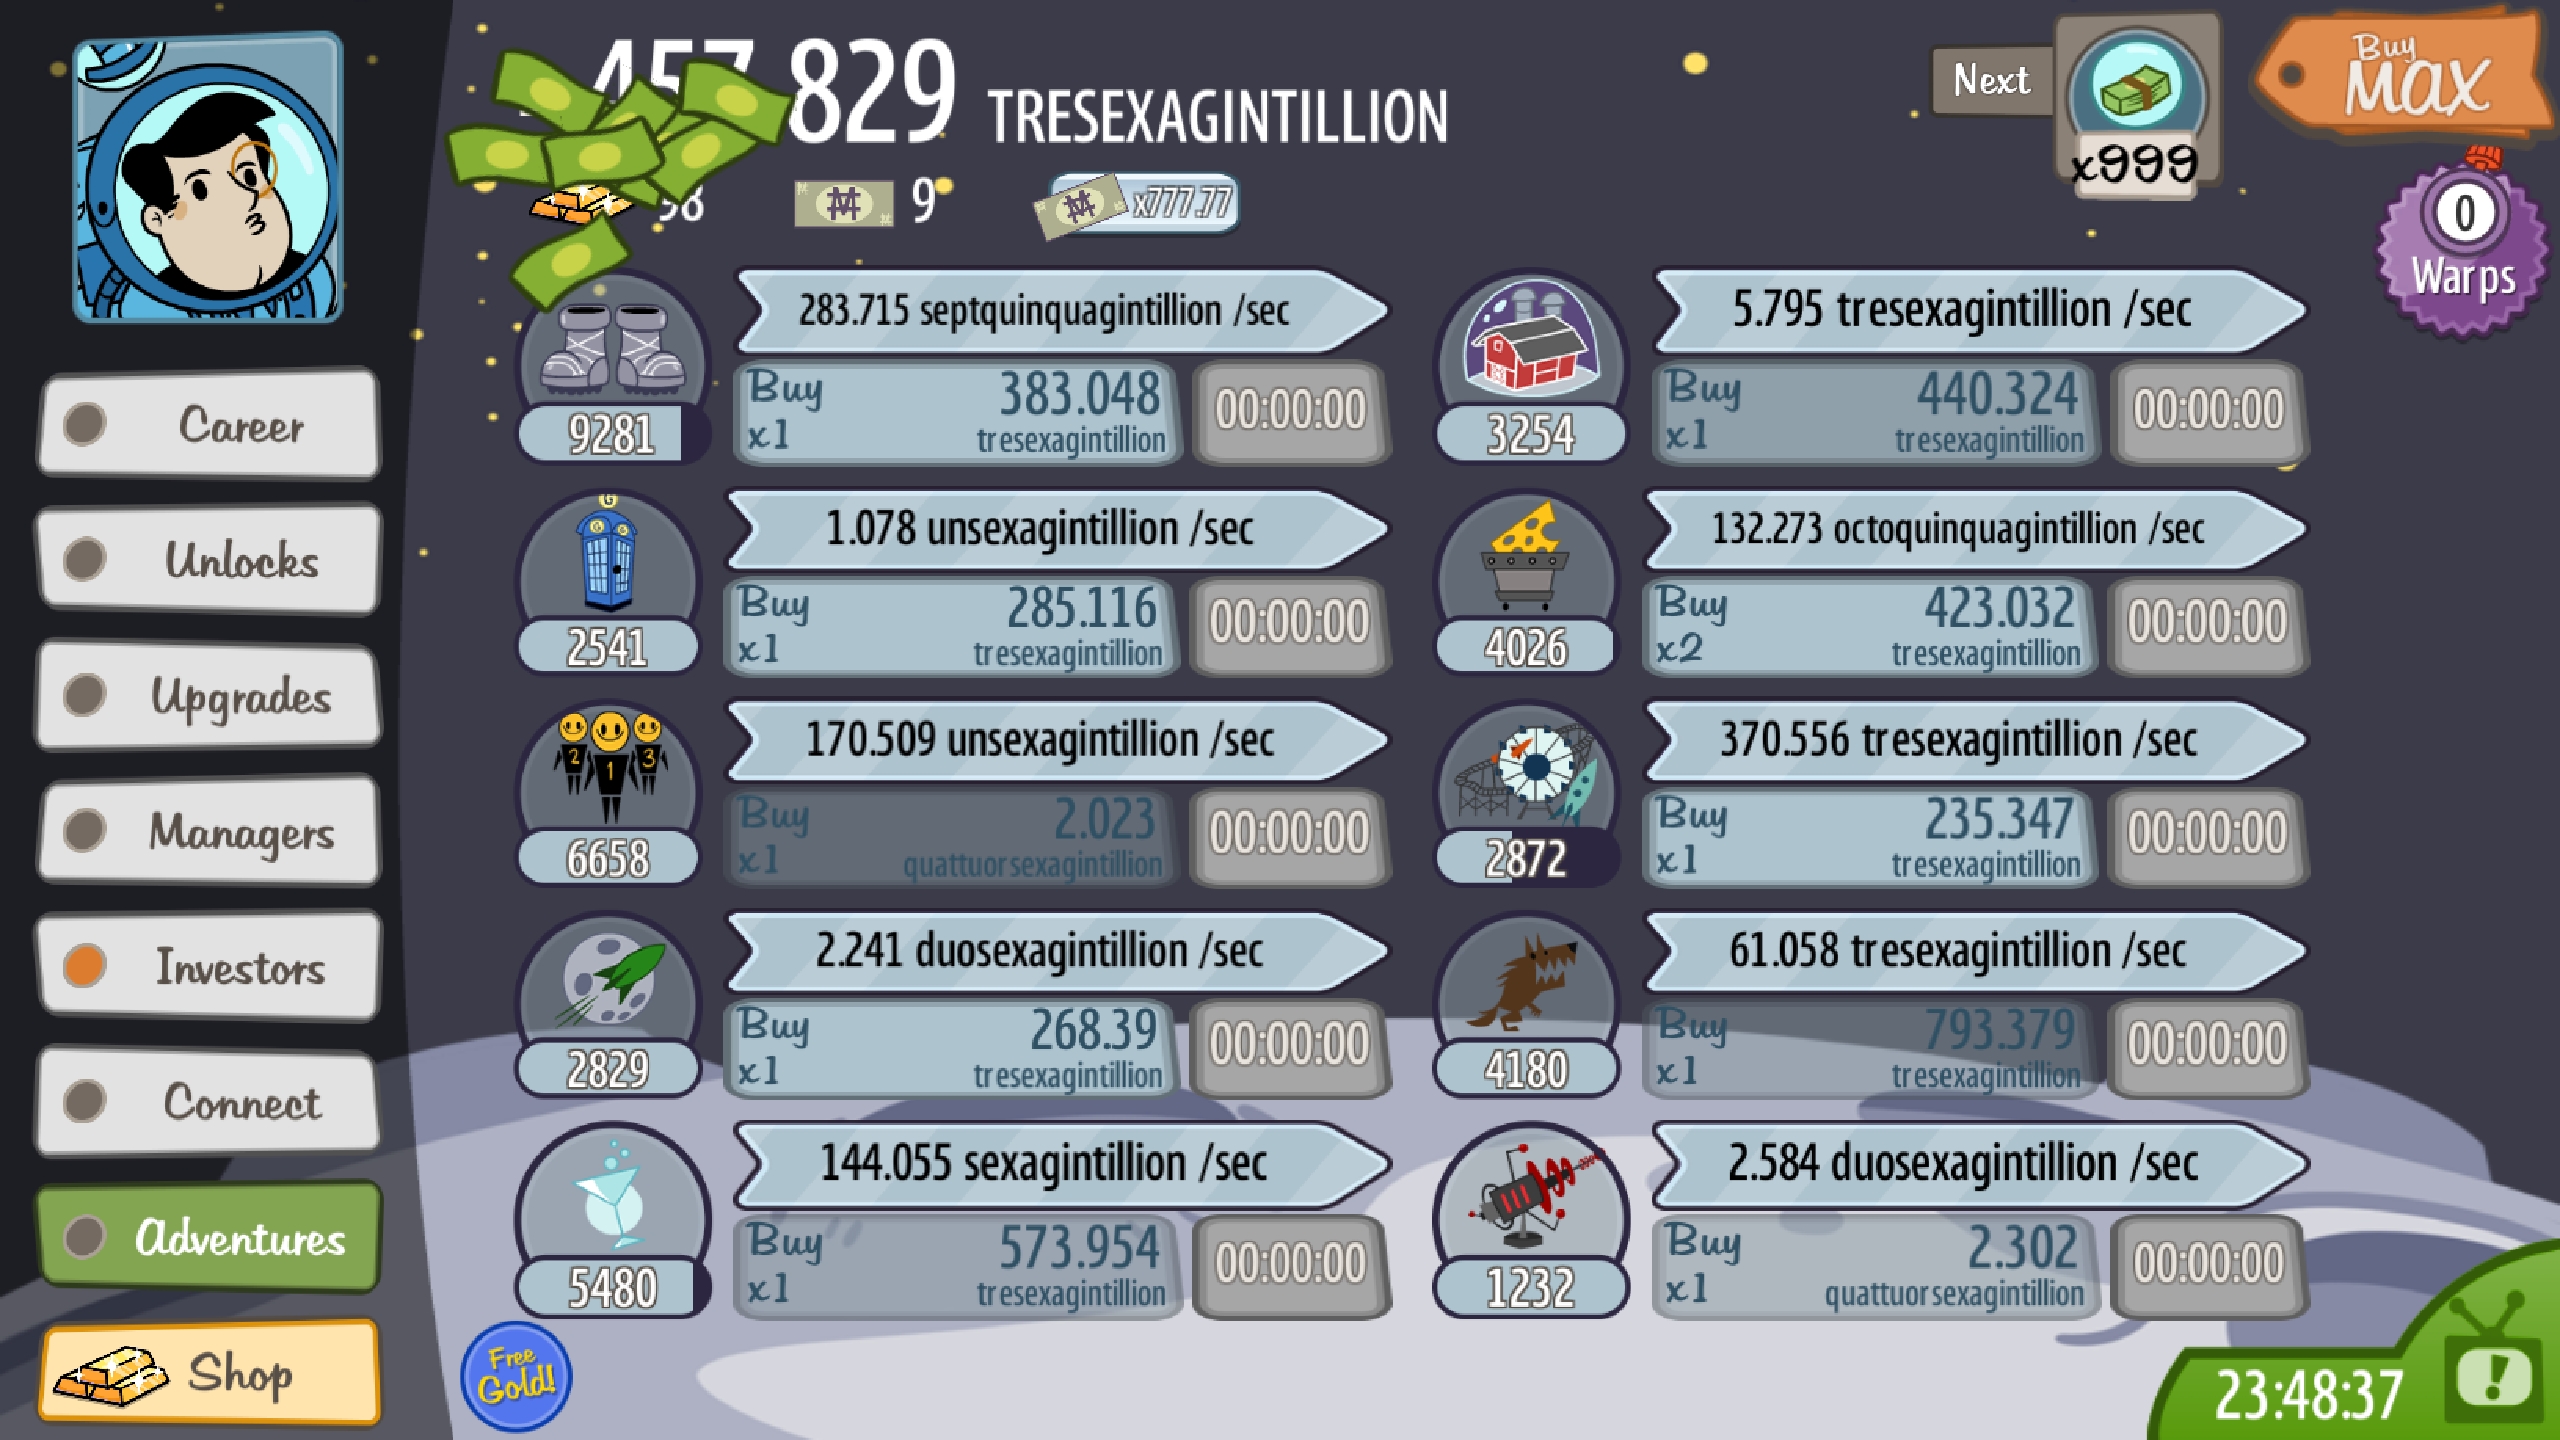 457.829 TRESEXAGINTILLION
98
9
x777.77
Next
x999
Buy
MAX
0
Warps
Career
Unlocks
Upgrades
Managers
Investors
Connect
Adventures
Shop
283.715 septquinquagintillion /sec
Buy 383.048
x1 tresexagintillion
00:00:00
9281
5.795 tresexagintillion /sec
Buy 440.324
x1 tresexagintillion
00:00:00
3254
G
G G
1.078 unsexagintillion /sec
Buy 285.116
x1 tresexagintillion
00:00:00
2541
132.273 octoquinquagintillion /sec
Buy 423.032
x2 tresexagintillion
00:00:00
4026
2 1 3
170.509 unsexagintillion /sec
Buy 2.023
x1 quattuorsexagintillion
00:00:00
6658
370.556 tresexagintillion /sec
Buy 235.347
x1 tresexagintillion
00:00:00
2872
2.241 duosexagintillion /sec
Buy 268.39
x1 tresexagintillion
00:00:00
2829
61.058 tresexagintillion /sec
Buy 793.379
x1 tresexagintillion
00:00:00
4180
144.055 sexagintillion /sec
Buy 573.954
x1 tresexagintillion
00:00:00
5480
2.584 duosexagintillion /sec
Buy 2.302
x1 quattuorsexagintillion
00:00:00
1232
Free
Gold!
23:48:37
!